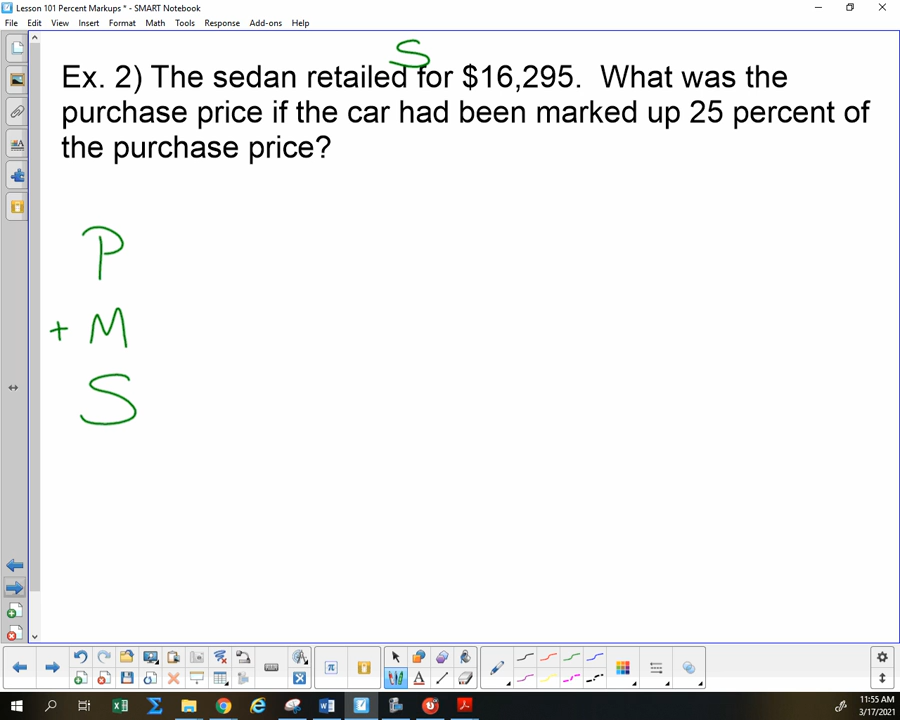 Lesson 101 Percent Markups * - SMART Notebook
File Edit View Insert Format Math Tools Response Add-ons Help
S
Ex. 2) The sedan retailed for $16,295. What was the
purchase price if the car had been marked up 25 percent of
the purchase price?
P
+ M
S
11:55 AM
3/17/2021